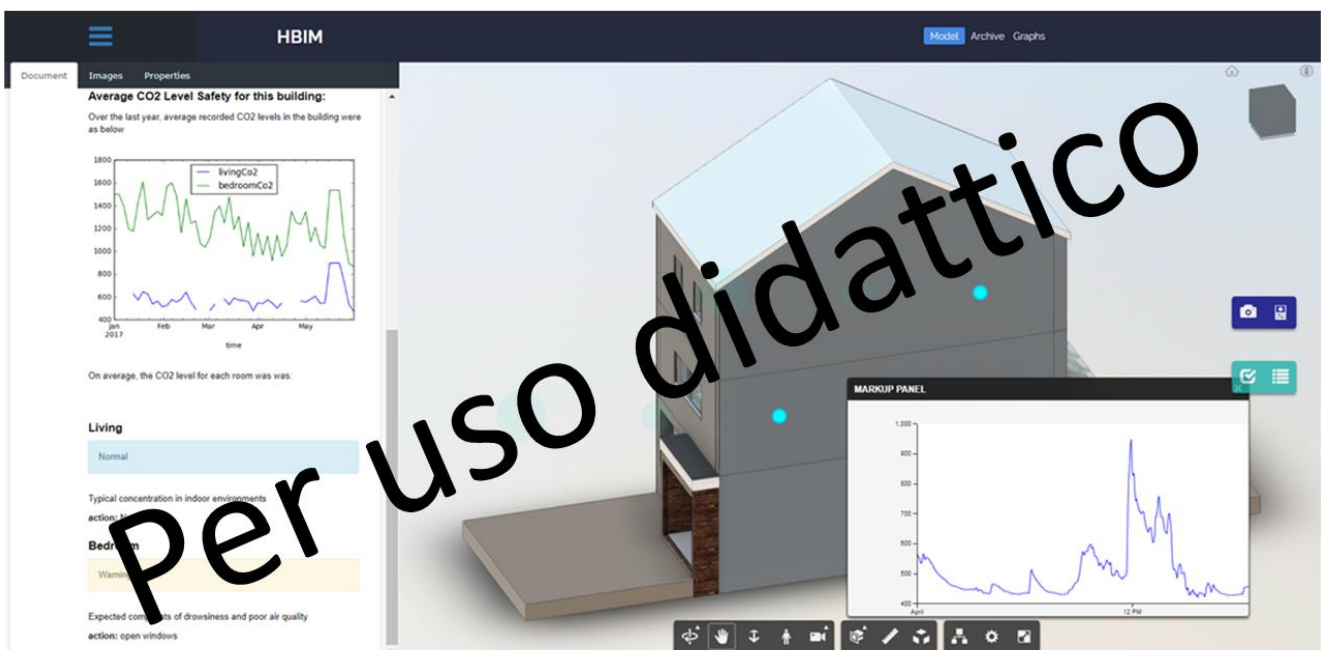 HBIM
Model Archive Graphs
Document Images Properties
Average CO2 Level Safety for this building:
Over the last year, average recorded CO2 levels in the building were
as below
1800
1600
1400
1200
1000
800
600
400
livingCo2
bedroomCo2
Jan Feb Mar Apr May
2017
time
On average, the CO2 level for each room was was:
Living
Normal
Typical concentration in indoor environments
action:
Bedroom
Warning
Expected of drowsiness and poor air quality
action: open windows
Per uso didattico
MARKUP PANEL
1,000
900
800
700
600
500
400
April 12 PM